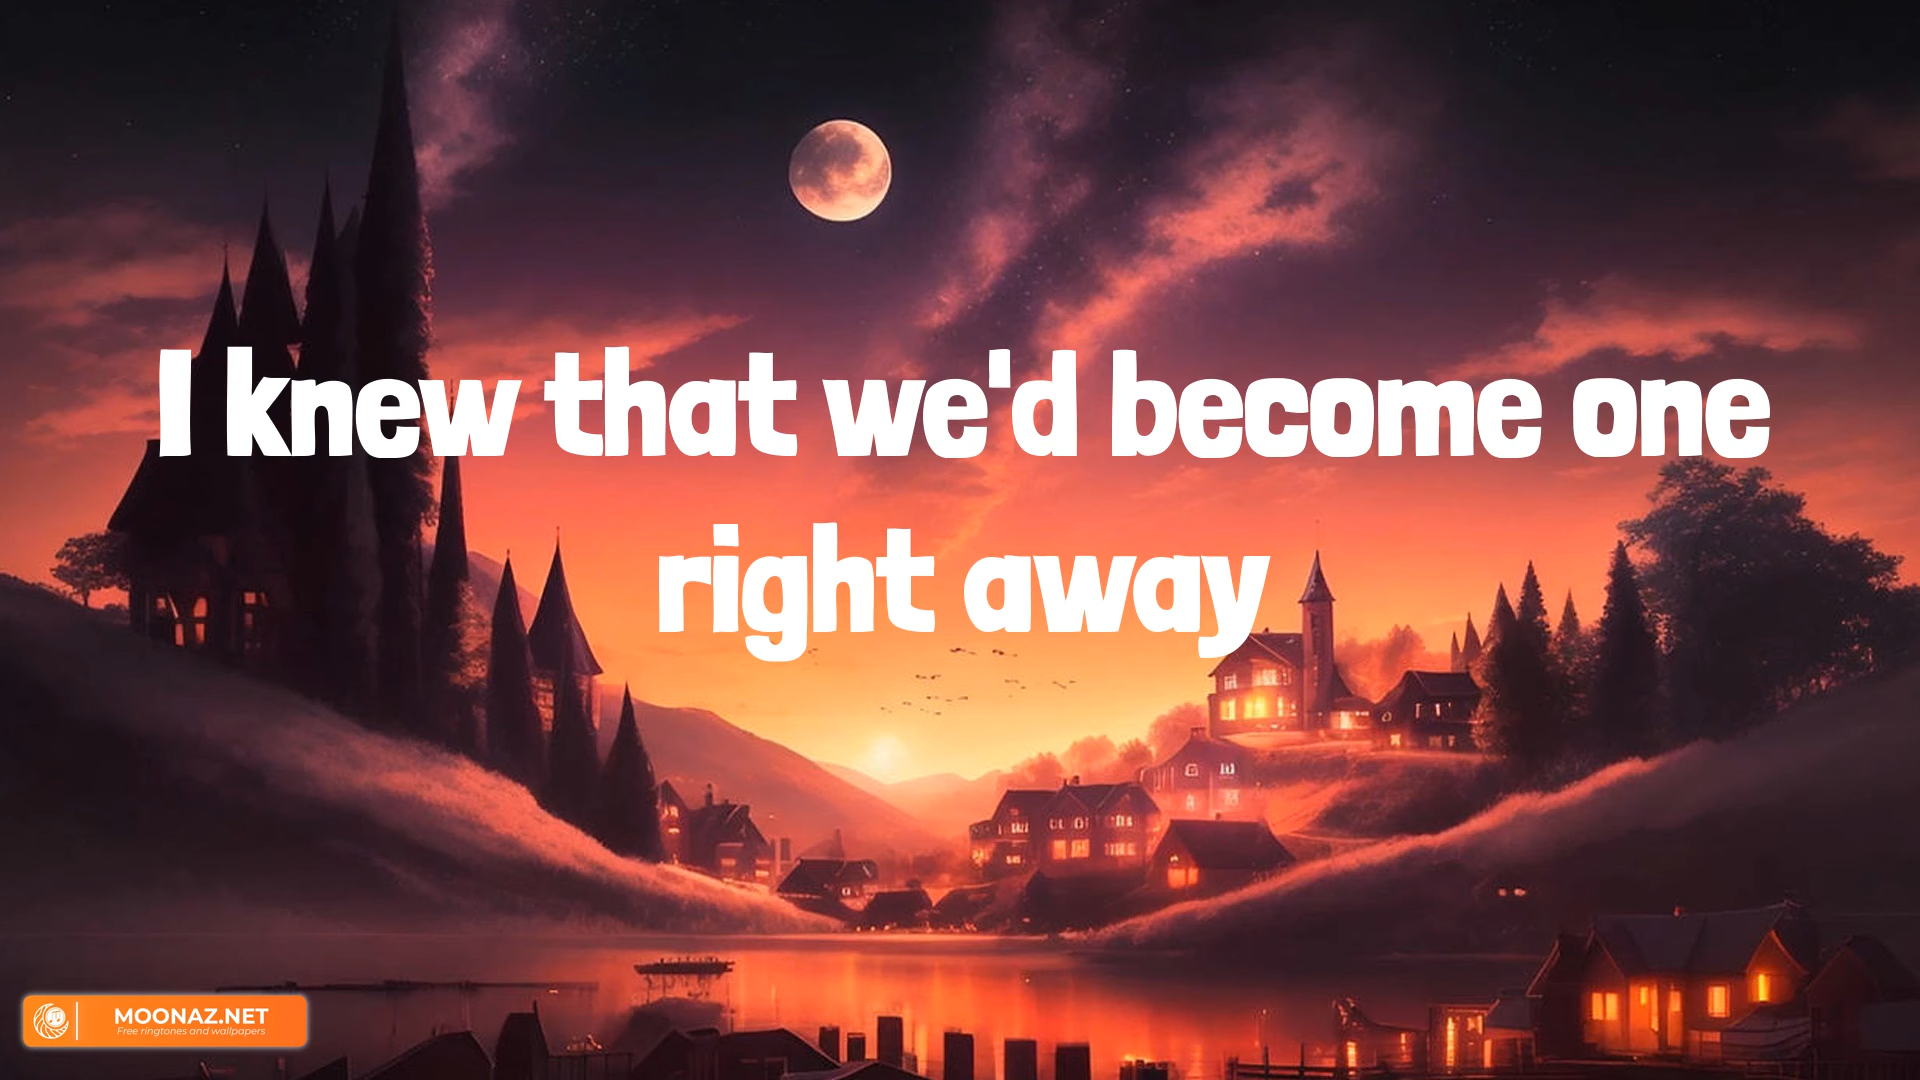 I knew that we'd become one
right away
MOONAZ.NET
Free ringtones and wallpapers